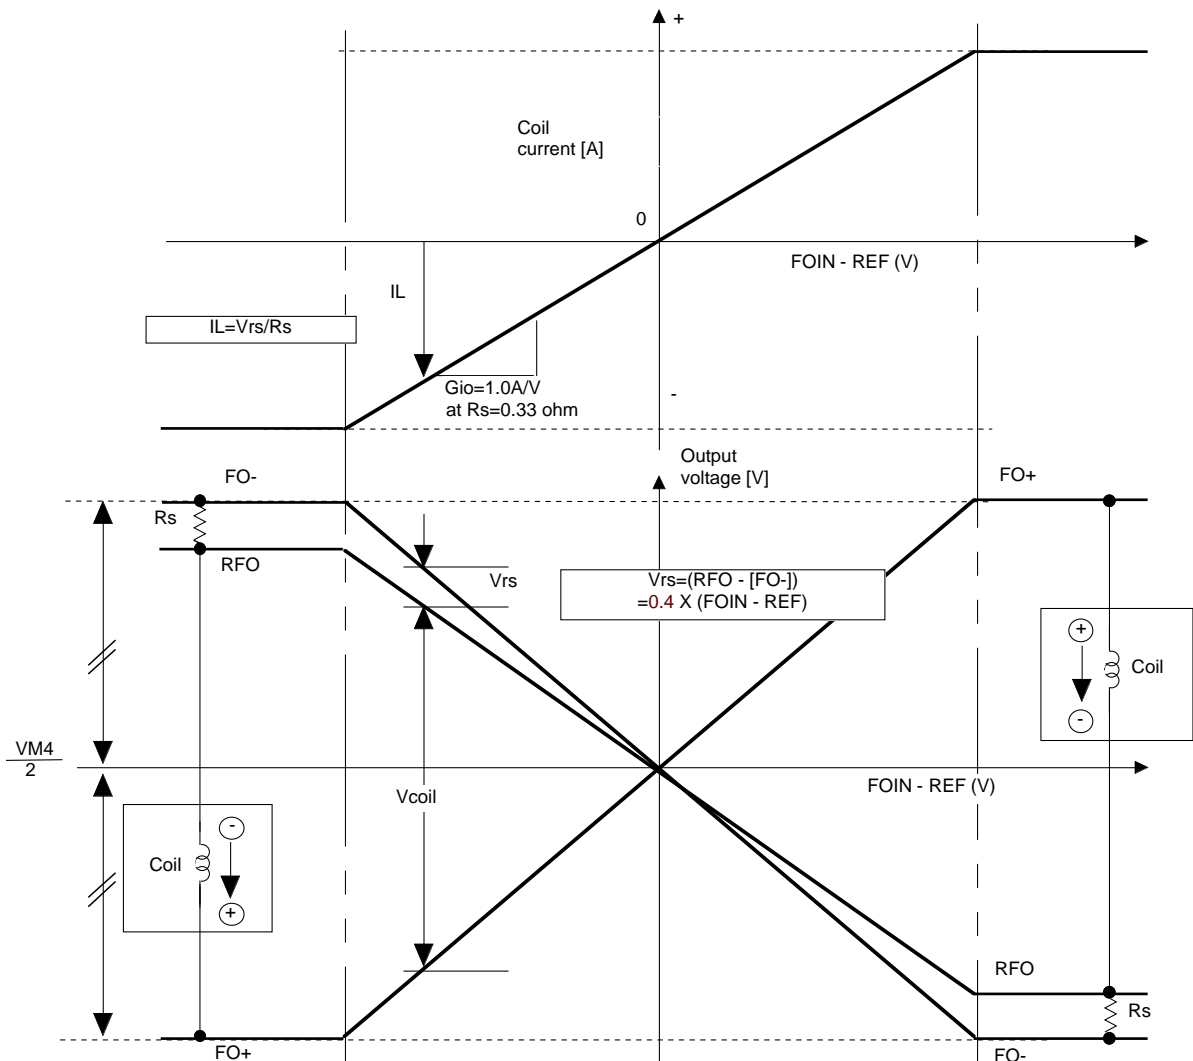 +
Coil
current [A]
0
FOIN - REF (V)
IL
IL=Vrs/Rs
Gio=1.0A/V
at Rs=0.33 ohm
-
Output
voltage [V]
FO-
FO+
Rs
RFO
Vrs
Vrs=(RFO - [FO-])
=0.4 X (FOIN - REF)
+
Coil
-
VM4
2
FOIN - REF (V)
Vcoil
-
Coil
+
RFO
Rs
FO+
FO-